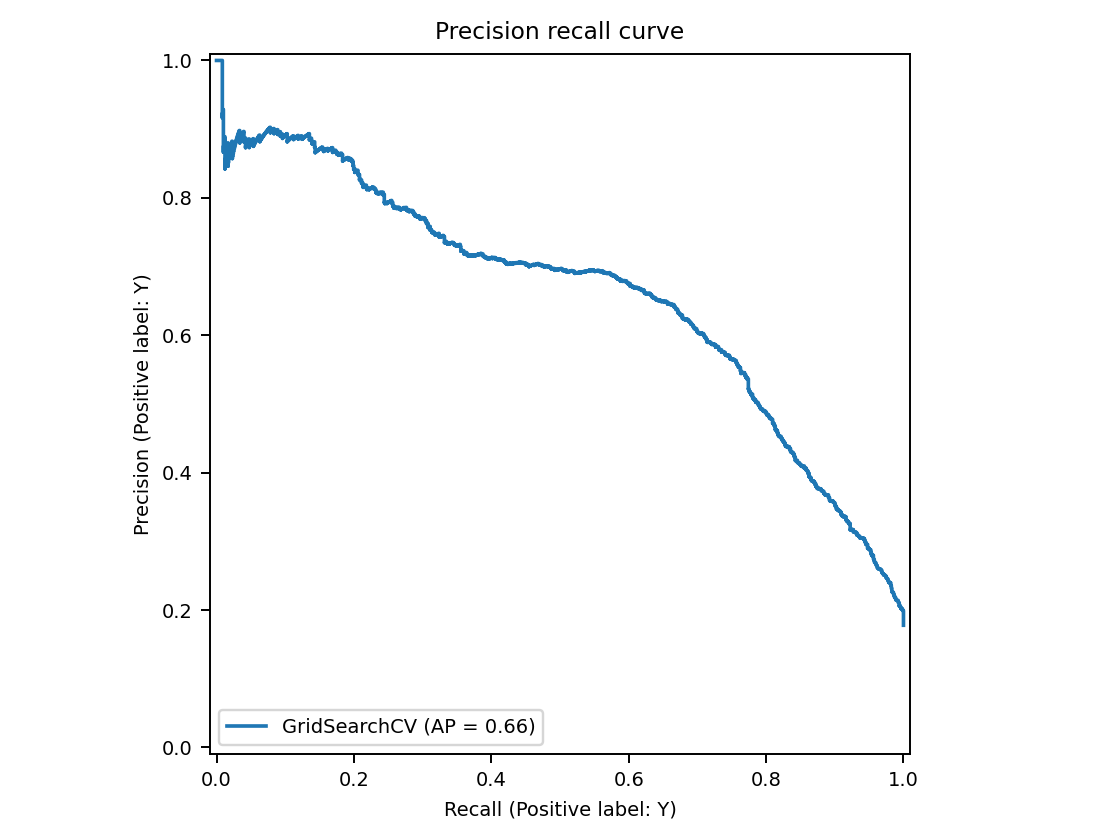 Precision recall curve
1.0
0.8
0.6
0.4
0.2
0.0
Precision (Positive label: Y)
GridSearchCV (AP = 0.66)
0.0 0.2 0.4 0.6 0.8 1.0
Recall (Positive label: Y)